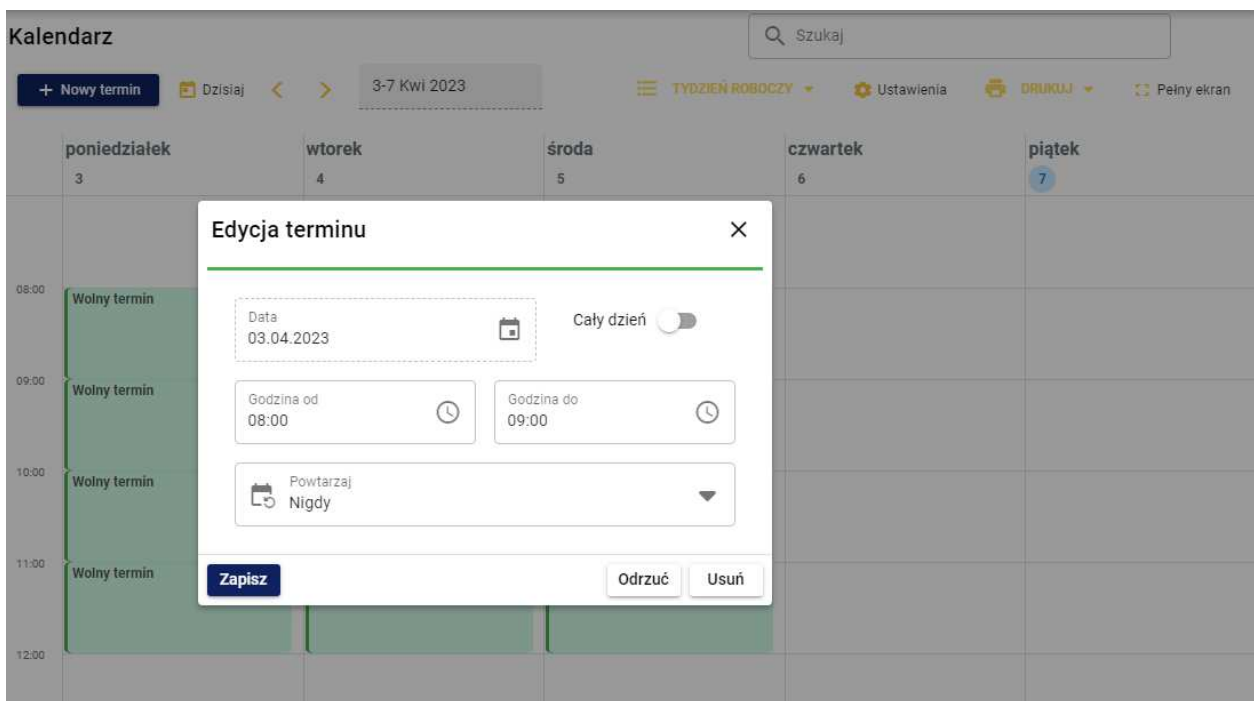 Kalendarz
Szukaj
+ Nowy termin Dzisiaj < > 3-7 Kwi 2023 TYDZIEŃ ROBOCZY Ustawienia DRUKUJ Pełny ekran
poniedziałek wtorek środa czwartek piątek
3 4 5 6 7
Edycja terminu
08:00 Wolny termin
Data
03.04.2023
Cały dzień
09:00 Wolny termin
Godzina od Godzina do
08:00 09:00
10:00 Wolny termin
Powtarzaj
Nigdy
11:00 Wolny termin
Zapisz Odrzuć Usuń
12:00